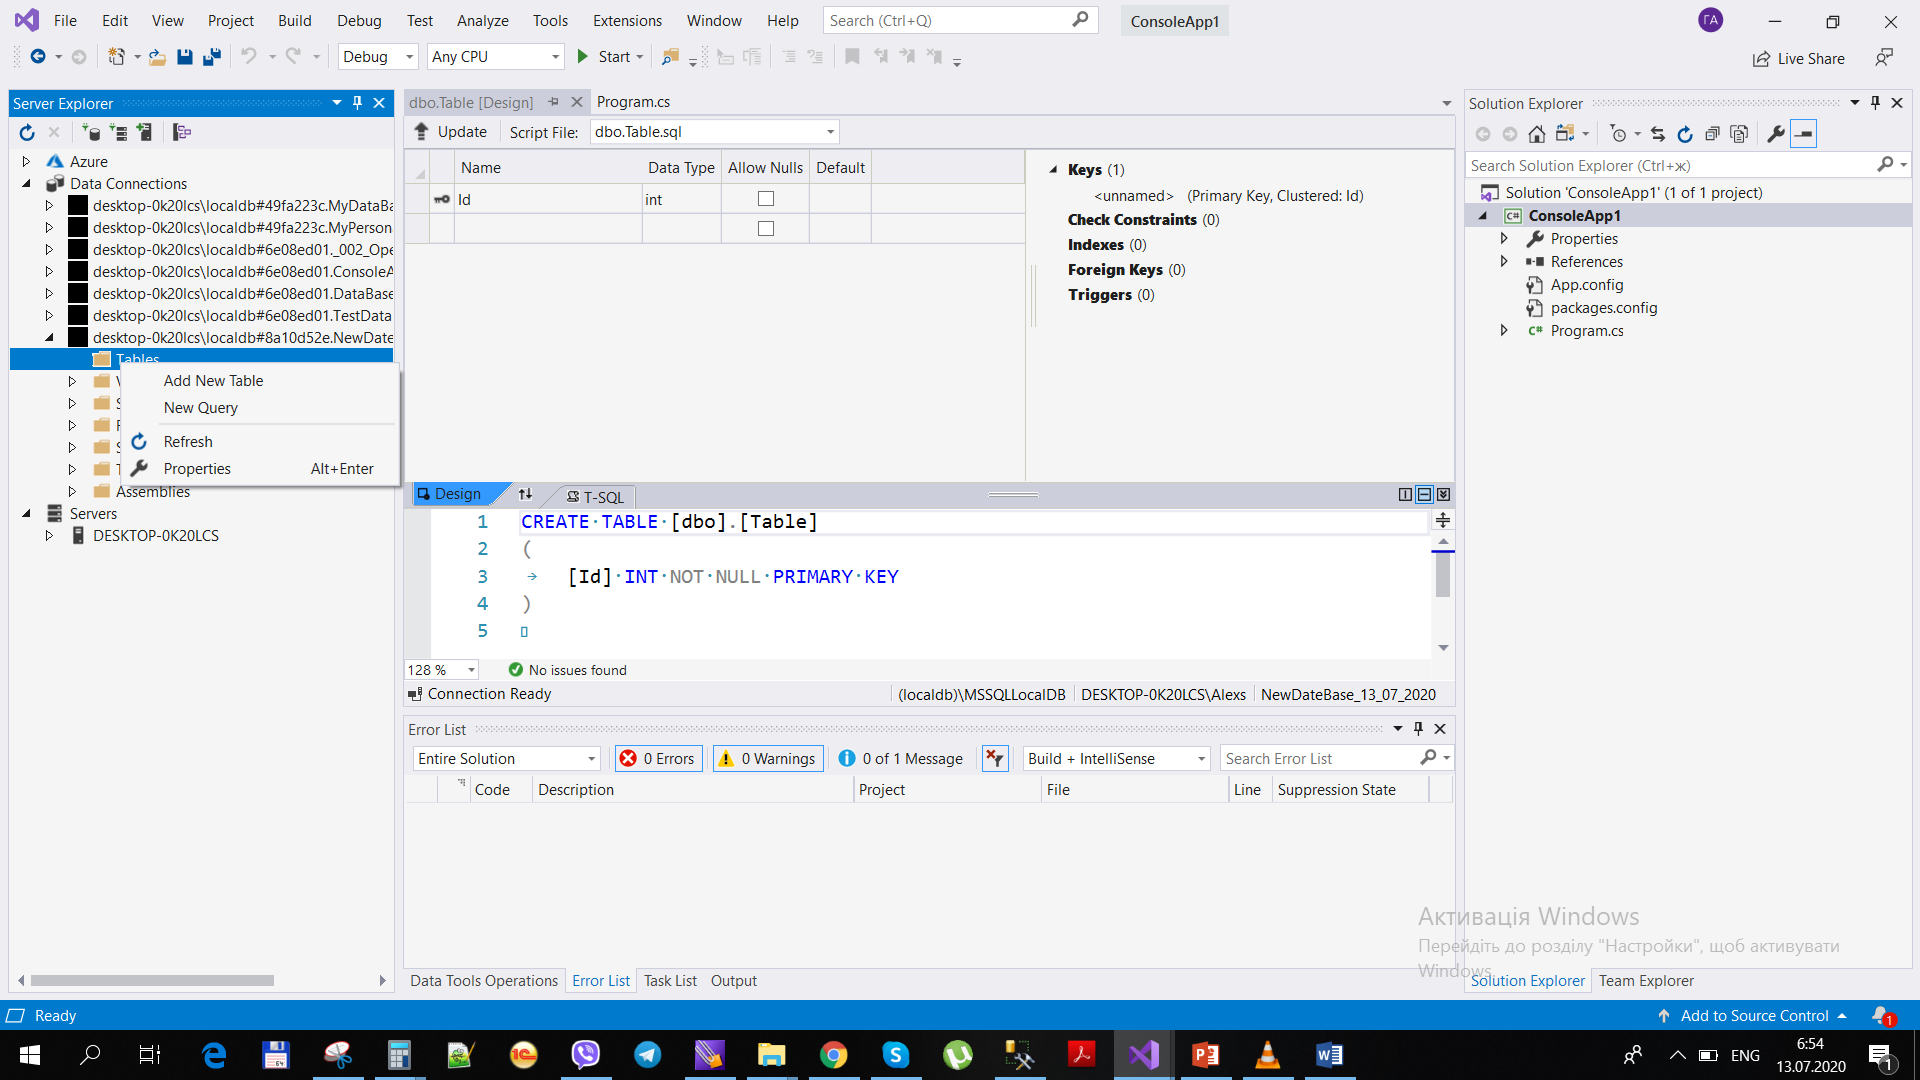 File Edit View Project Build Debug Test Analyze Tools Extensions Window Help Search (Ctrl+Q) ConsoleApp1 ГА
Debug Any CPU Start Live Share
Server Explorer
Azure
Data Connections
desktop-0k20lcs\localdb#49fa223c.MyDataBa
desktop-0k20lcs\localdb#49fa223c.MyPerson
desktop-0k20lcs\localdb#6e08ed01._002_Ope
desktop-0k20lcs\localdb#6e08ed01.ConsoleA
desktop-0k20lcs\localdb#6e08ed01.DataBase
desktop-0k20lcs\localdb#6e08ed01.TestData
desktop-0k20lcs\localdb#8a10d52e.NewDate
Tables
Add New Table
New Query
Refresh
Properties Alt+Enter
Assemblies
Servers
DESKTOP-0K20LCS
dbo.Table [Design] Program.cs
Update Script File: dbo.Table.sql
Name Data Type Allow Nulls Default
Id int
Keys (1)
<unnamed> (Primary Key, Clustered: Id)
Check Constraints (0)
Indexes (0)
Foreign Keys (0)
Triggers (0)
Design T-SQL
1 CREATE TABLE [dbo].[Table]
2 (
3 [Id] INT NOT NULL PRIMARY KEY
4 )
5
128 % No issues found
Connection Ready (localdb)\MSSQLLocalDB DESKTOP-0K20LCS\Alexs NewDateBase_13_07_2020
Error List
Entire Solution 0 Errors 0 Warnings 0 of 1 Message Build + IntelliSense Search Error List
Code Description Project File Line Suppression State
Data Tools Operations Error List Task List Output
Solution Explorer
Search Solution Explorer (Ctrl+ж)
Solution 'ConsoleApp1' (1 of 1 project)
C# ConsoleApp1
Properties
References
App.config
packages.config
C# Program.cs
Активація Windows
Перейдіть до розділу "Настройки", щоб активувати
Windows.
Solution Explorer Team Explorer
Ready Add to Source Control 1
ENG 6:54
13.07.2020 1